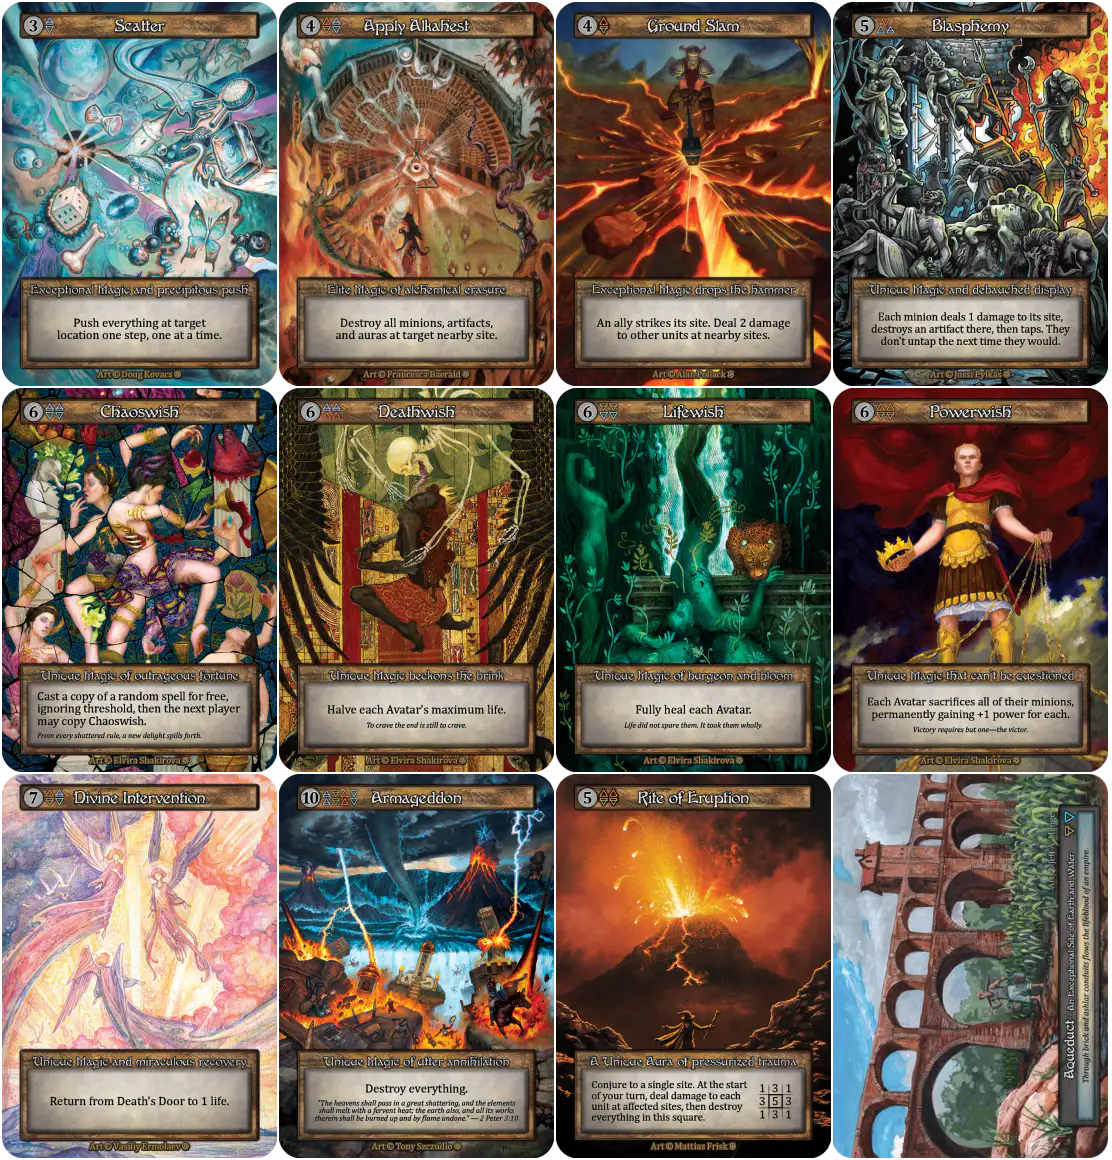 3 Scatter
Exceptional Magic and precipitous push
Push everything at target
location one step, one at a time.
Art © Doug Kovacs
4 Apply Alkahest
Elite Magic of alchemical erasure
Destroy all minions, artifacts,
and auras at target nearby site.
Art © Francesca Baerald
4 Ground Slam
Exceptional Magic drops the hammer
An ally strikes its site. Deal 2 damage
to other units at nearby sites.
Art © Alan Pollack
5 Blasphemy
Unique Magic and debauched display
Each minion deals 1 damage to its site,
destroys an artifact there, then taps. They
don't untap the next time they would.
Art © Jussi Pylkäs
6 Chaoswish
Unique Magic of outrageous fortune
Cast a copy of a random spell for free,
ignoring threshold, then the next player
may copy Chaoswish.
From every shattered rule, a new delight spills forth.
Art © Elvira Shakirova
6 Deathwish
Unique Magic beckons the brink
Halve each Avatar's maximum life.
To crave the end is still to crave.
Art © Elvira Shakirova
6 Lifewish
Unique Magic of burgeon and bloom
Fully heal each Avatar.
Life did not spare them. It took them wholly.
Art © Elvira Shakirova
6 Powerwish
Unique Magic that can't be questioned
Each Avatar sacrifices all of their minions,
permanently gaining +1 power for each.
Victory requires but one—the victor.
Art © Elvira Shakirova
7 Divine Intervention
Unique Magic and miraculous recovery
Return from Death's Door to 1 life.
Art © Vasiliy Ermolaev
10 Armageddon
Unique Magic of utter annihilation
Destroy everything.
"The heavens shall pass in a great shattering, and the elements
shall melt with a fervent heat; the earth also, and all its works
therein shall be burned up and by flame undone." — 2 Peter 3:10
Art © Tony Szczudlo
5 Rite of Eruption
A Unique Aura of pressurized trauma
Conjure to a single site. At the start
of your turn, deal damage to each
unit at affected sites, then destroy
everything in this square.
1 3 1
3 5 3
1 3 1
Art © Mattias Frisk
Aqueduct An Exceptional Site of Earth and Water
Through brick and ashlar conduits flows the lifeblood of an empire.